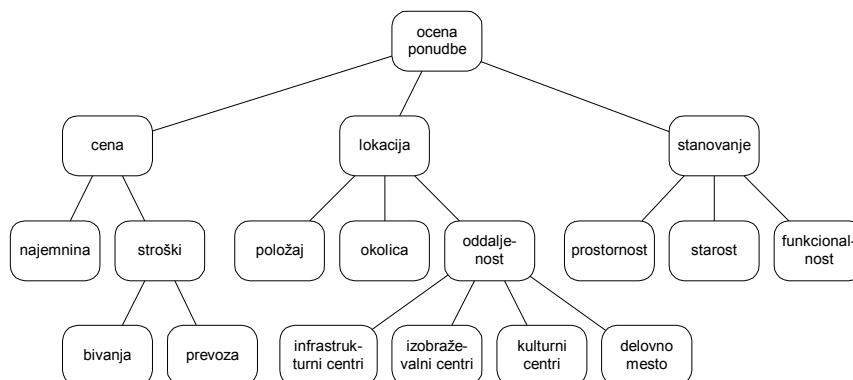 ocena
ponudbe
cena
lokacija
stanovanje
najemnina
stroški
položaj
okolica
oddalje-
nost
prostornost
starost
funkcional-
nost
bivanja
prevoza
infrastruk-
turni centri
izobraže-
valni centri
kulturni
centri
delovno
mesto